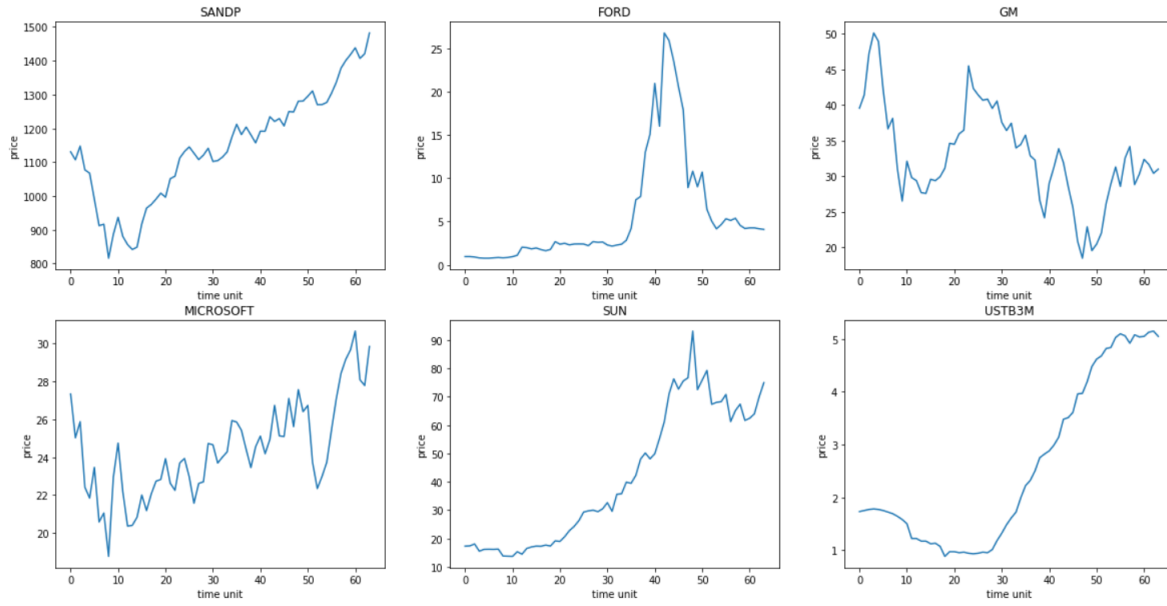 SANDP
price
1500
1400
1300
1200
1100
1000
900
800
0 10 20 30 40 50 60
time unit
FORD
price
25
20
15
10
5
0
0 10 20 30 40 50 60
time unit
GM
price
50
45
40
35
30
25
20
0 10 20 30 40 50 60
time unit
MICROSOFT
price
30
28
26
24
22
20
0 10 20 30 40 50 60
time unit
SUN
price
90
80
70
60
50
40
30
20
10
0 10 20 30 40 50 60
time unit
USTB3M
price
5
4
3
2
1
0 10 20 30 40 50 60
time unit